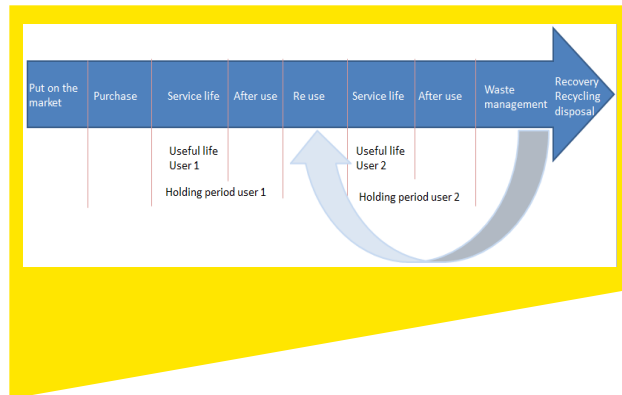 Put on the
market
Purchase
Service life
After use
Re use
Service life
After use
Waste
management
Recovery
Recycling
disposal
Useful life
User 1
Useful life
User 2
Holding period user 1
Holding period user 2